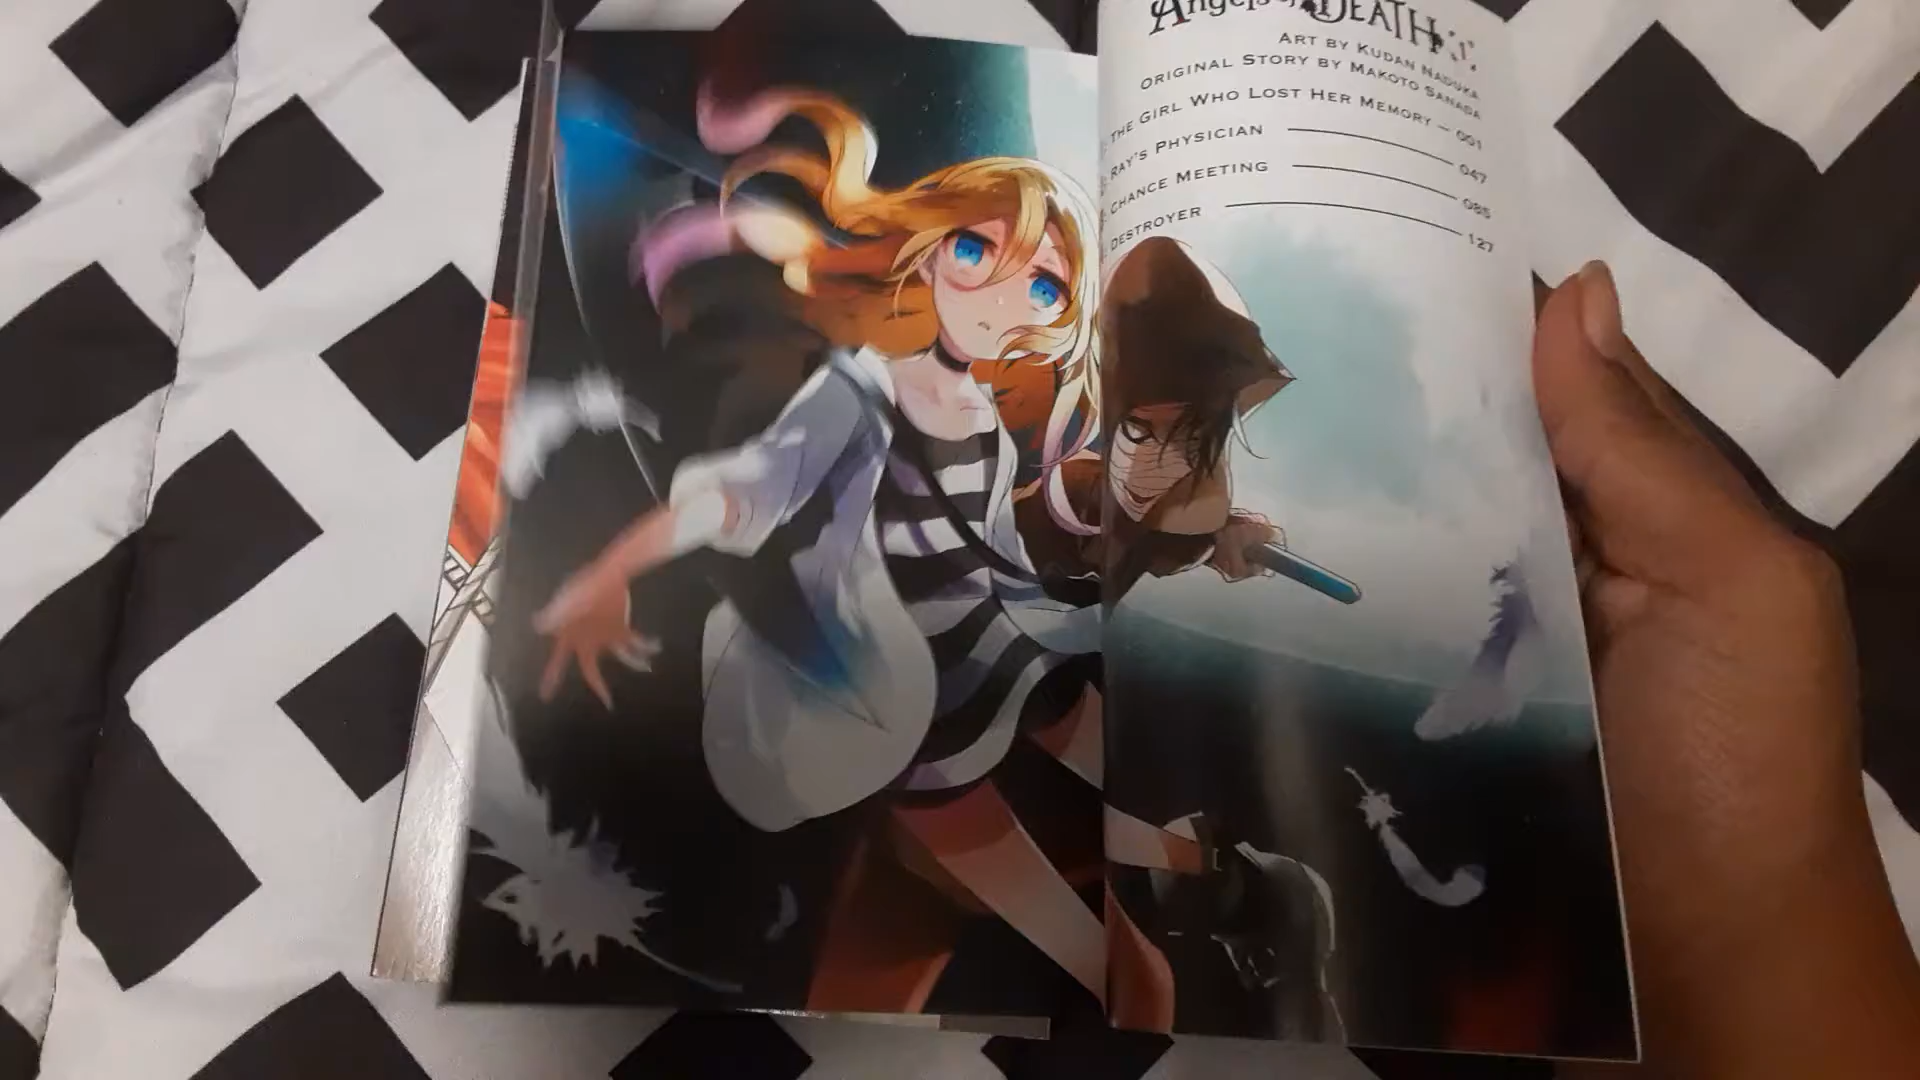 Angels of DEATH 1
ART BY KUDAN NADUKA
ORIGINAL STORY BY MAKOTO SANADA
THE GIRL WHO LOST HER MEMORY — 001
RAY'S PHYSICIAN — 047
CHANCE MEETING — 085
DESTROYER — 127